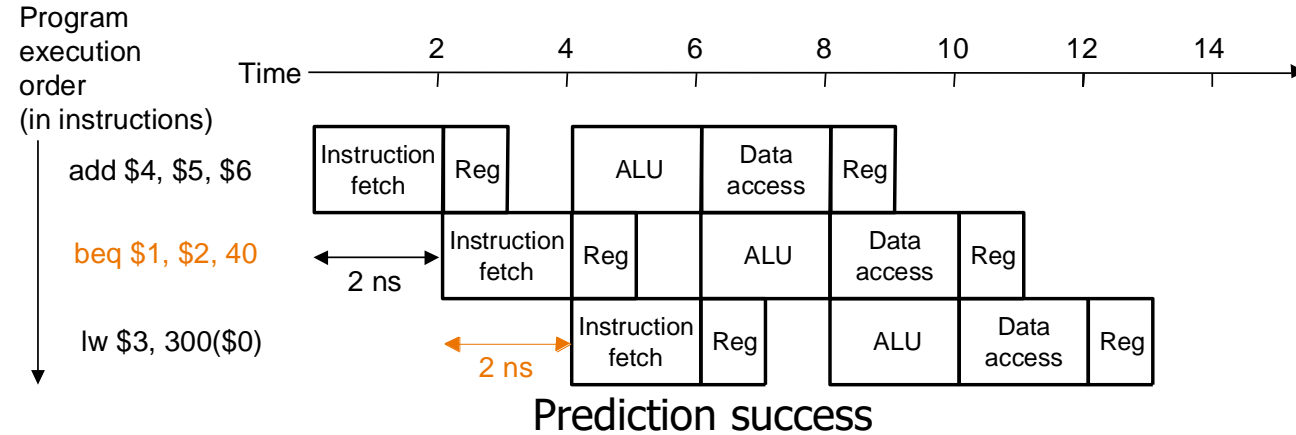 Program
execution
order
(in instructions)
Time
2 4 6 8 10 12 14
add $4, $5, $6
Instruction
fetch
Reg
ALU
Data
access
Reg
beq $1, $2, 40
2 ns
Instruction
fetch
Reg
ALU
Data
access
Reg
lw $3, 300($0)
2 ns
Instruction
fetch
Reg
ALU
Data
access
Reg
Prediction success